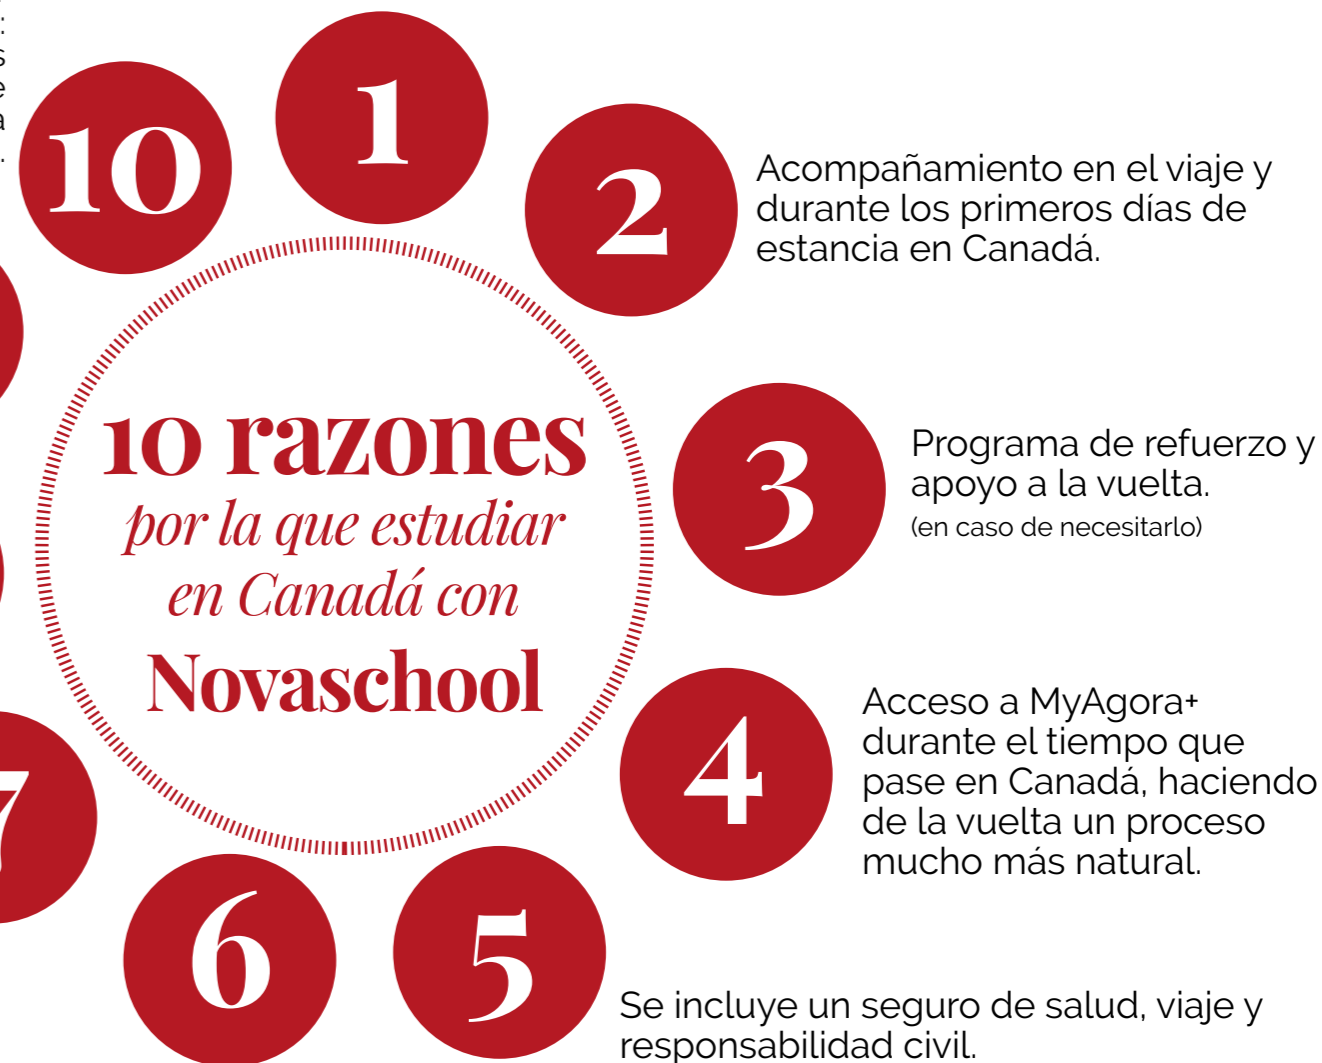 10
1
2
Acompañamiento en el viaje y
durante los primeros días de
estancia en Canadá.
10 razones
por la que estudiar
en Canadá con
Novaschool
3
Programa de refuerzo y
apoyo a la vuelta.
(en caso de necesitarlo)
4
Acceso a MyAgora+
durante el tiempo que
pase en Canadá, haciendo
de la vuelta un proceso
mucho más natural.
7
6
5
Se incluye un seguro de salud, viaje y
responsabilidad civil.